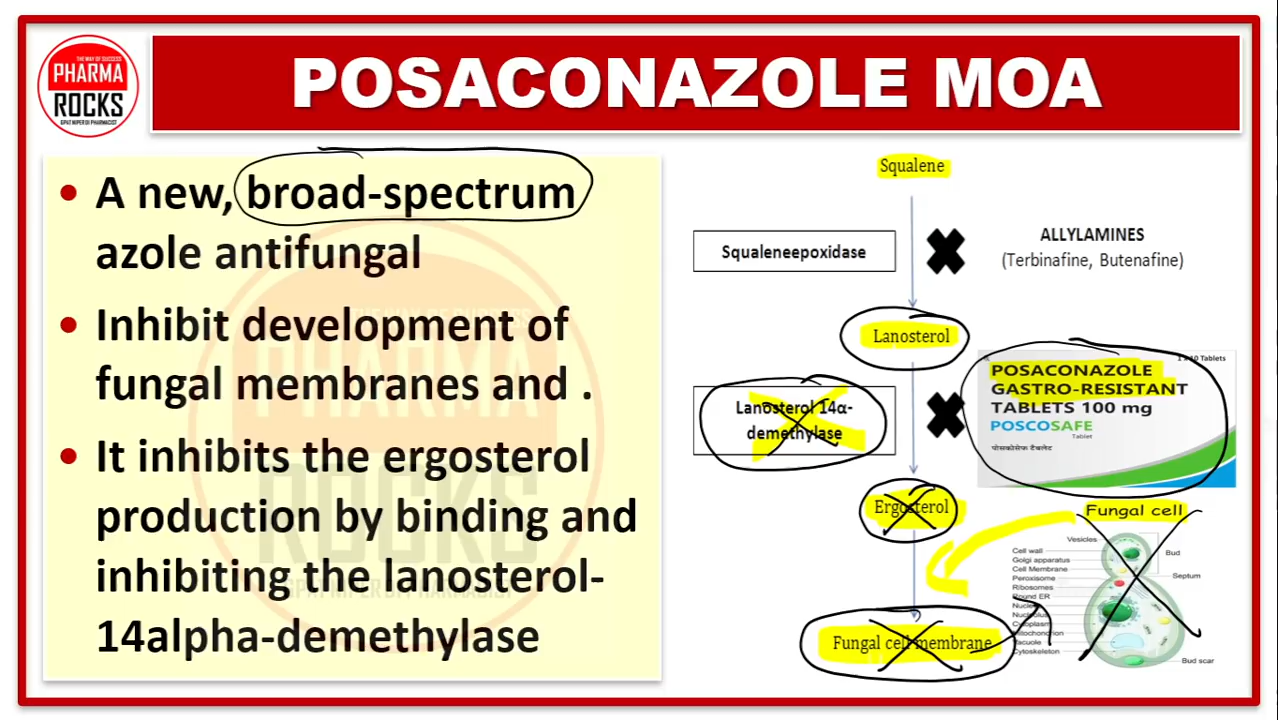 THE WAY OF SUCCESS
PHARMA
ROCKS
GPAT NIPER DI PHARMACIST
POSACONAZOLE MOA
• A new, broad-spectrum
azole antifungal
• Inhibit development of
fungal membranes and .
• It inhibits the ergosterol
production by binding and
inhibiting the lanosterol-
14alpha-demethylase
Squalene
Squaleneepoxidase
ALLYLAMINES
(Terbinafine, Butenafine)
Lanosterol
Lanosterol 14α-
demethylase
Tablets
POSACONAZOLE
GASTRO-RESISTANT
TABLETS 100 mg
POSCOSAFE
Tablet
पोसकोसेफ टैबलेट
Ergosterol
Fungal cell membrane
Fungal cell
Vesicles
Cell wall
Golgi apparatus
Cell Membrane
Peroxisome
Ribosomes
Round ER
Nucleolus
Cytoplasm
Vacuole
Cytoskeleton
Bud
Septum
Bud scar